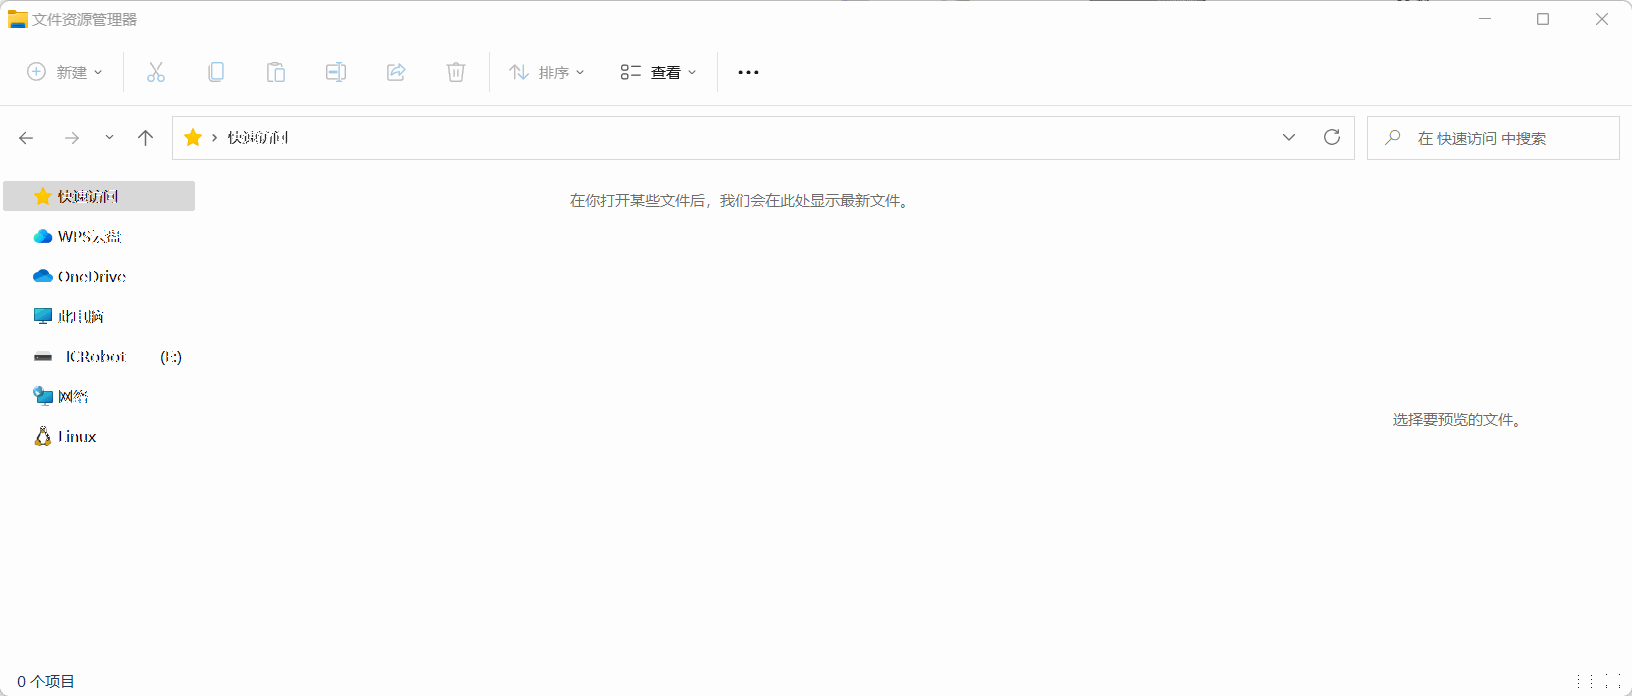 文件资源管理器
新建 排序 查看
快速访问
在 快速访问 中搜索
快速访问
在你打开某些文件后，我们会在此处显示最新文件。
WPS云盘
OneDrive
此电脑
ICRobot (E:)
网络
选择要预览的文件。
Linux
0 个项目